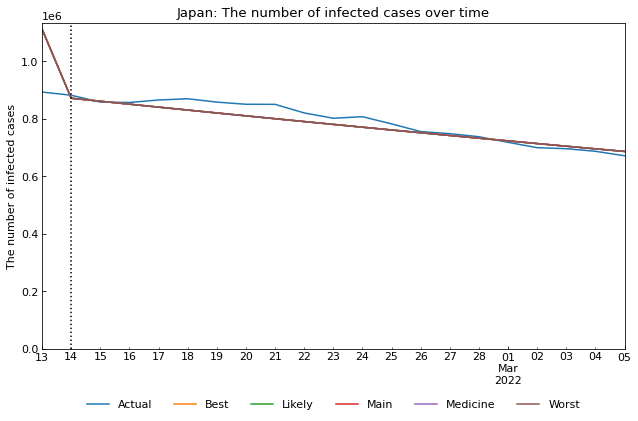 Japan: The number of infected cases over time
1e6
1.0
0.8
0.6
0.4
0.2
0.0
The number of infected cases
13 14 15 16 17 18 19 20 21 22 23 24 25 26 27 28 01 02 03 04 05
Mar
2022
Actual Best Likely Main Medicine Worst